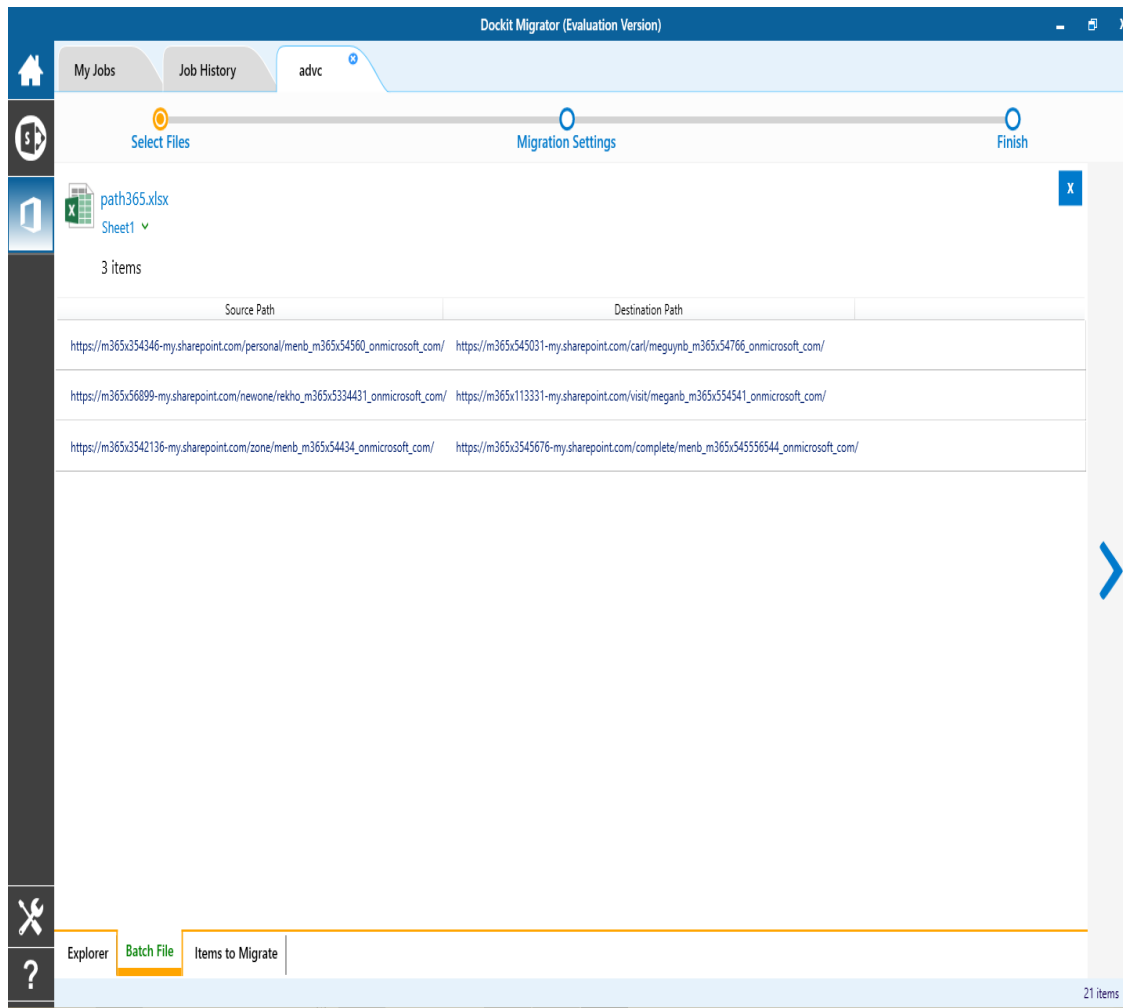 Dockit Migrator (Evaluation Version)
My Jobs
Job History
advc
Select Files
Migration Settings
Finish
path365.xlsx
X
Sheet1
3 items
Source Path
Destination Path
https://m365x354346-my.sharepoint.com/personal/menb_m365x54560_onmicrosoft_com/
https://m365x545031-my.sharepoint.com/carl/meguynb_m365x54766_onmicrosoft_com/
https://m365x56899-my.sharepoint.com/newone/rekho_m365x5334431_onmicrosoft_com/
https://m365x113331-my.sharepoint.com/visit/meganb_m365x554541_onmicrosoft_com/
https://m365x3542136-my.sharepoint.com/zone/menb_m365x54434_onmicrosoft_com/
https://m365x3545676-my.sharepoint.com/complete/menb_m365x545556544_onmicrosoft_com/
Explorer
Batch File
Items to Migrate
21 items